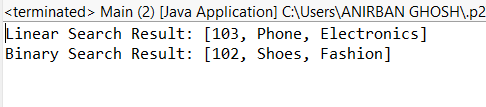 <terminated> Main (2) [Java Application] C:\Users\ANIRBAN GHOSH\.p2
Linear Search Result: [103, Phone, Electronics]
Binary Search Result: [102, Shoes, Fashion]